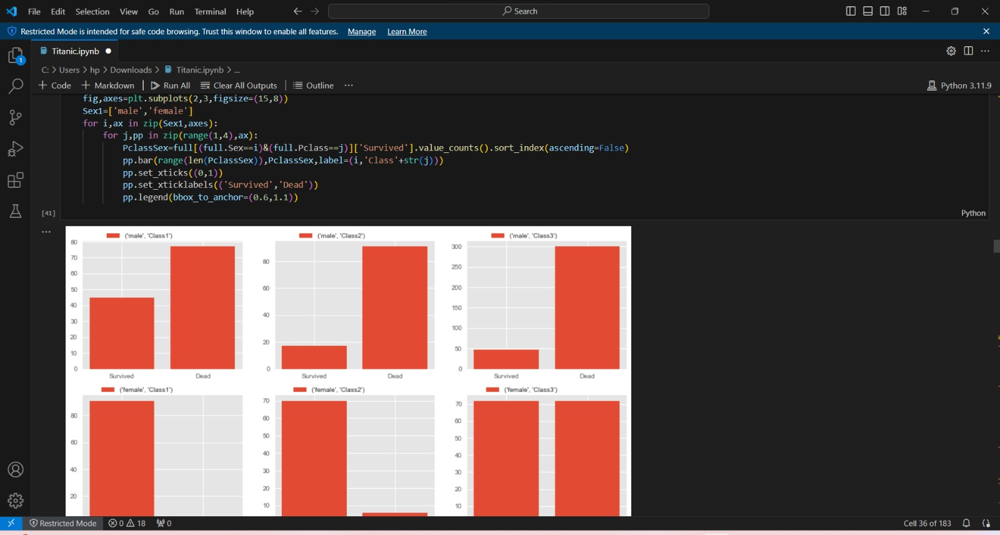 File Edit Selection View Go Run Terminal Help
Search
Restricted Mode is intended for safe code browsing. Trust this window to enable all features. Manage Learn More
1
Titanic.ipynb
C: > Users > hp > Downloads > Titanic.ipynb > ...
+ Code + Markdown | Run All Clear All Outputs | Outline ...
Python 3.11.9
fig,axes=plt.subplots(2,3,figsize=(15,8))
Sex1=['male','female']
for i,ax in zip(Sex1,axes):
    for j,pp in zip(range(1,4),ax):
        PclassSex=full[(full.Sex==i)&(full.Pclass==j)]['Survived'].value_counts().sort_index(ascending=False)
        pp.bar(range(len(PclassSex)),PclassSex,label=(i,'Class'+str(j)))
        pp.set_xticks((0,1))
        pp.set_xticklabels(('Survived','Dead'))
        pp.legend(bbox_to_anchor=(0.6,1.1))
[41]
Python
...
('male', 'Class1')
80
70
60
50
40
30
20
10
0
Survived Dead
('male', 'Class2')
80
60
40
20
0
Survived Dead
('male', 'Class3')
300
250
200
150
100
50
0
Survived Dead
('female', 'Class1')
80
60
40
20
('female', 'Class2')
70
60
50
40
30
20
10
('female', 'Class3')
70
60
50
40
30
20
10
Restricted Mode 0 18 0
Cell 36 of 183